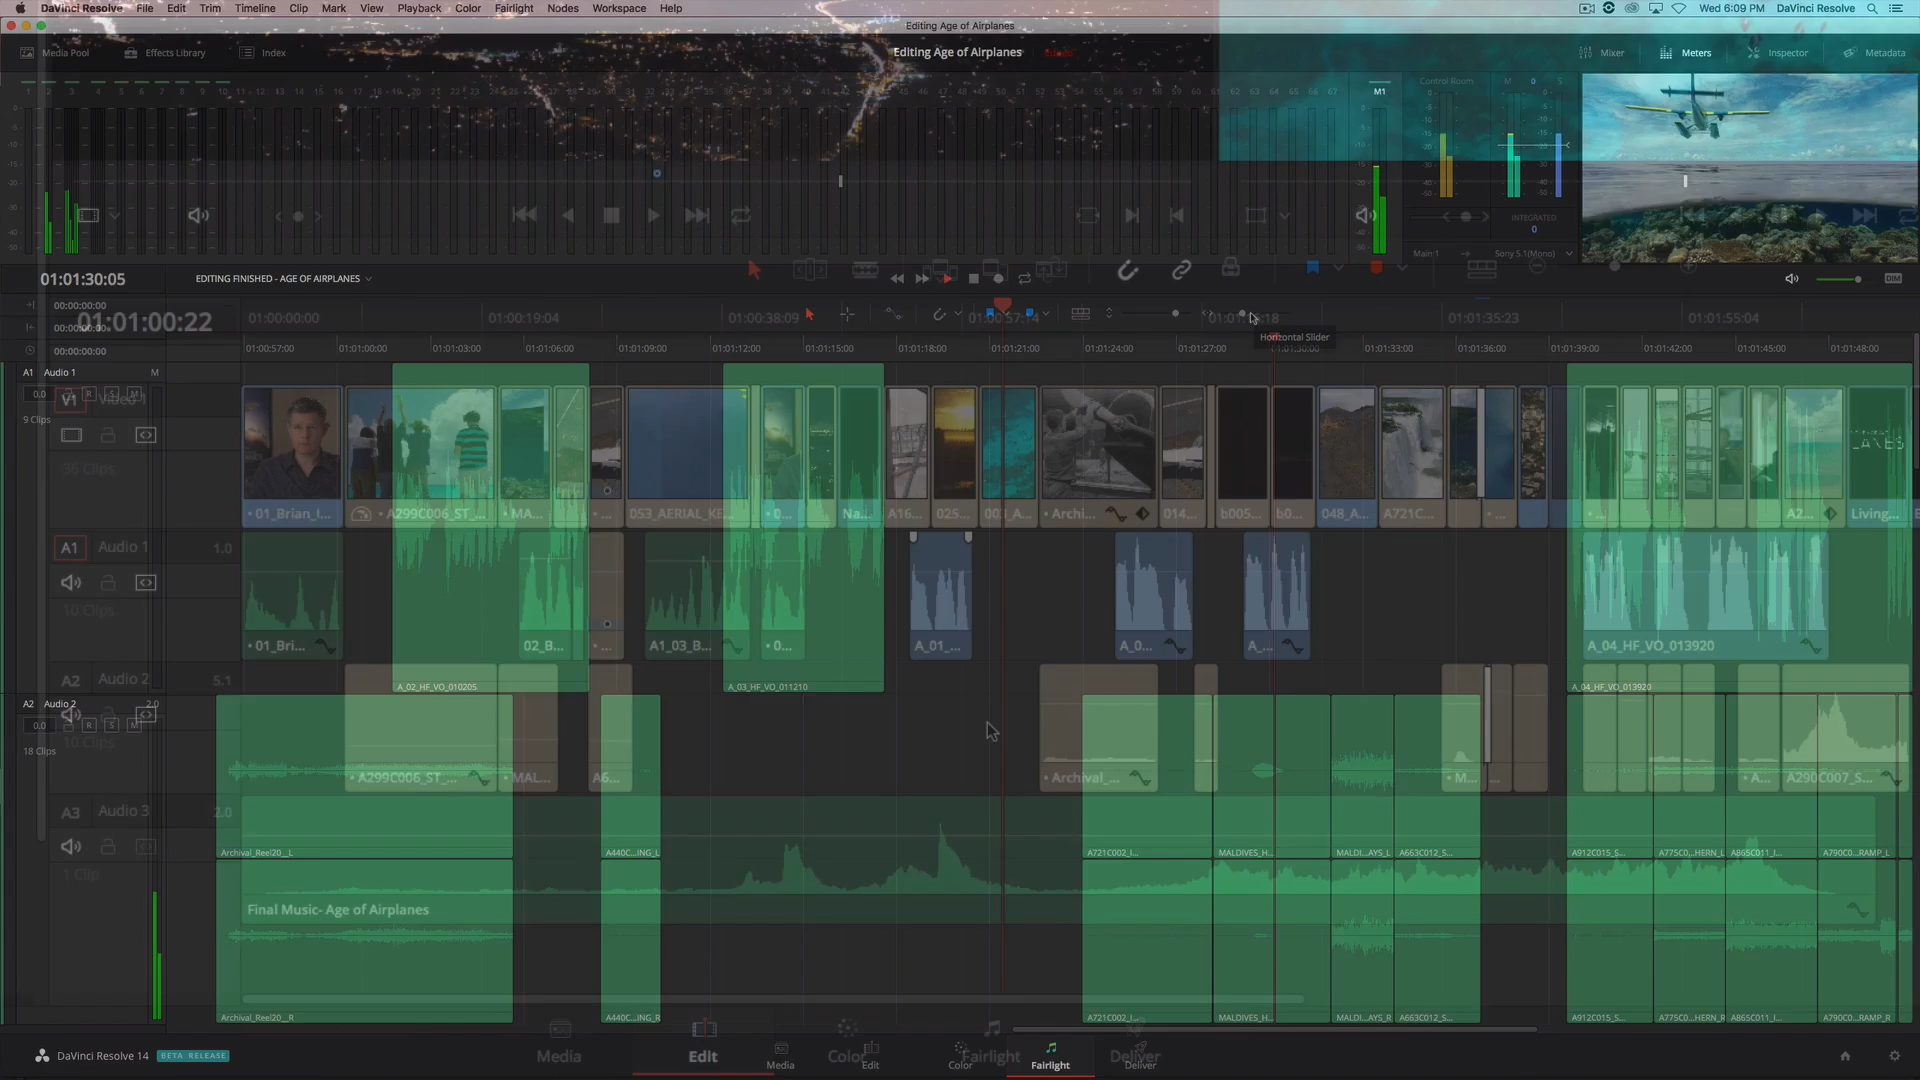 DaVinci Resolve File Edit Trim Timeline Clip Mark View Playback Color Fairlight Nodes Workspace Help Wed 6:09 PM DaVinci Resolve
Editing Age of Airplanes
Media Pool Effects Library Index Editing Age of Airplanes Mixer Meters Inspector Metadata
M1 Control Room M S
INTEGRATED
0
Main 1 Sony 5.1(Mono)
01:01:30:05 EDITING FINISHED - AGE OF AIRPLANES DIM
00:00:00:00
00:00:00:00
00:00:00:00
01:01:00:22
01:00:00:00 01:00:19:04 01:00:38:09 01:00:57:14 01:01:35:23 01:01:55:04
Horizontal Slider
01:00:57:00 01:01:00:00 01:01:03:00 01:01:06:00 01:01:09:00 01:01:12:00 01:01:15:00 01:01:18:00 01:01:21:00 01:01:24:00 01:01:27:00 01:01:30:00 01:01:33:00 01:01:36:00 01:01:39:00 01:01:42:00 01:01:45:00 01:01:48:00
A1 Audio 1 M
0.0 R S M
V1 Video 1
9 Clips
36 Clips
01_Brian_I... A299C006_ST_... MA... 053_AERIAL_KE... 0... Na... A16... 025... 003_A... Archi... 014... b005... b0... 048_A... A721C... A2... Living...
A1 Audio 1 1.0
10 Clips
01_Bri... 02_B... A1_03_B... 0... A_01_... A_0... A_... A_04_HF_VO_013920
A2 Audio 2 5.1
A_02_HF_VO_010205 A_03_HF_VO_011210 A_04_HF_VO_013920
A2 Audio 2 2.0
0.0 R S M
10 Clips
18 Clips
A299C006_ST_... MAL... A6... Archival_... M... A... A290C007_S...
A3 Audio 3 2.0
Archival_Reel20__L A440C...ING_L A721C002_I... MALDIVES_H... MALDI...AYS_L A663C012_S... A912C015_S... A775C0...HERN_L A865C011_I... A790C0...RAMP_L
1 Clip
Final Music- Age of Airplanes
Archival_Reel20__R A440C...ING_R A721C002_I... MALDIVES_H... MALDI...AYS_R A663C012_S... A912C015_S... A775C0...HERN_R A865C011_I... A790C0...RAMP_R
Media Edit Color Fairlight Deliver
DaVinci Resolve 14 BETA RELEASE
Media Edit Color Fairlight Deliver